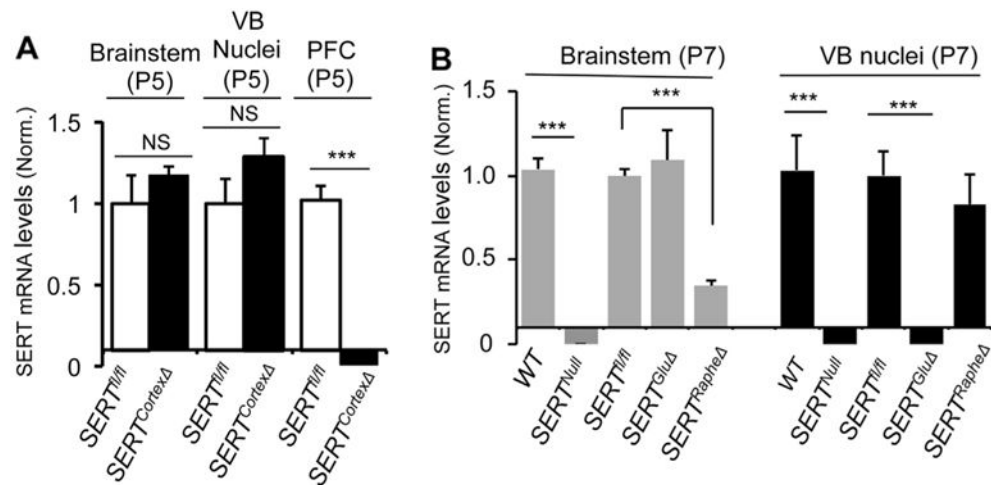 A
Brainstem (P5)
VB Nuclei (P5)
PFC (P5)
SERT mRNA levels (Norm.)
1.5
1
0.5
0
NS
NS
***
SERTfl/fl
SERTCortexΔ
SERTfl/fl
SERTCortexΔ
SERTfl/fl
SERTCortexΔ
B
Brainstem (P7)
VB nuclei (P7)
SERT mRNA levels (Norm.)
1.5
1.0
0.5
0
***
***
***
***
WT
SERTNull
SERTfl/fl
SERTGluΔ
SERTRapheΔ
WT
SERTNull
SERTfl/fl
SERTGluΔ
SERTRapheΔ